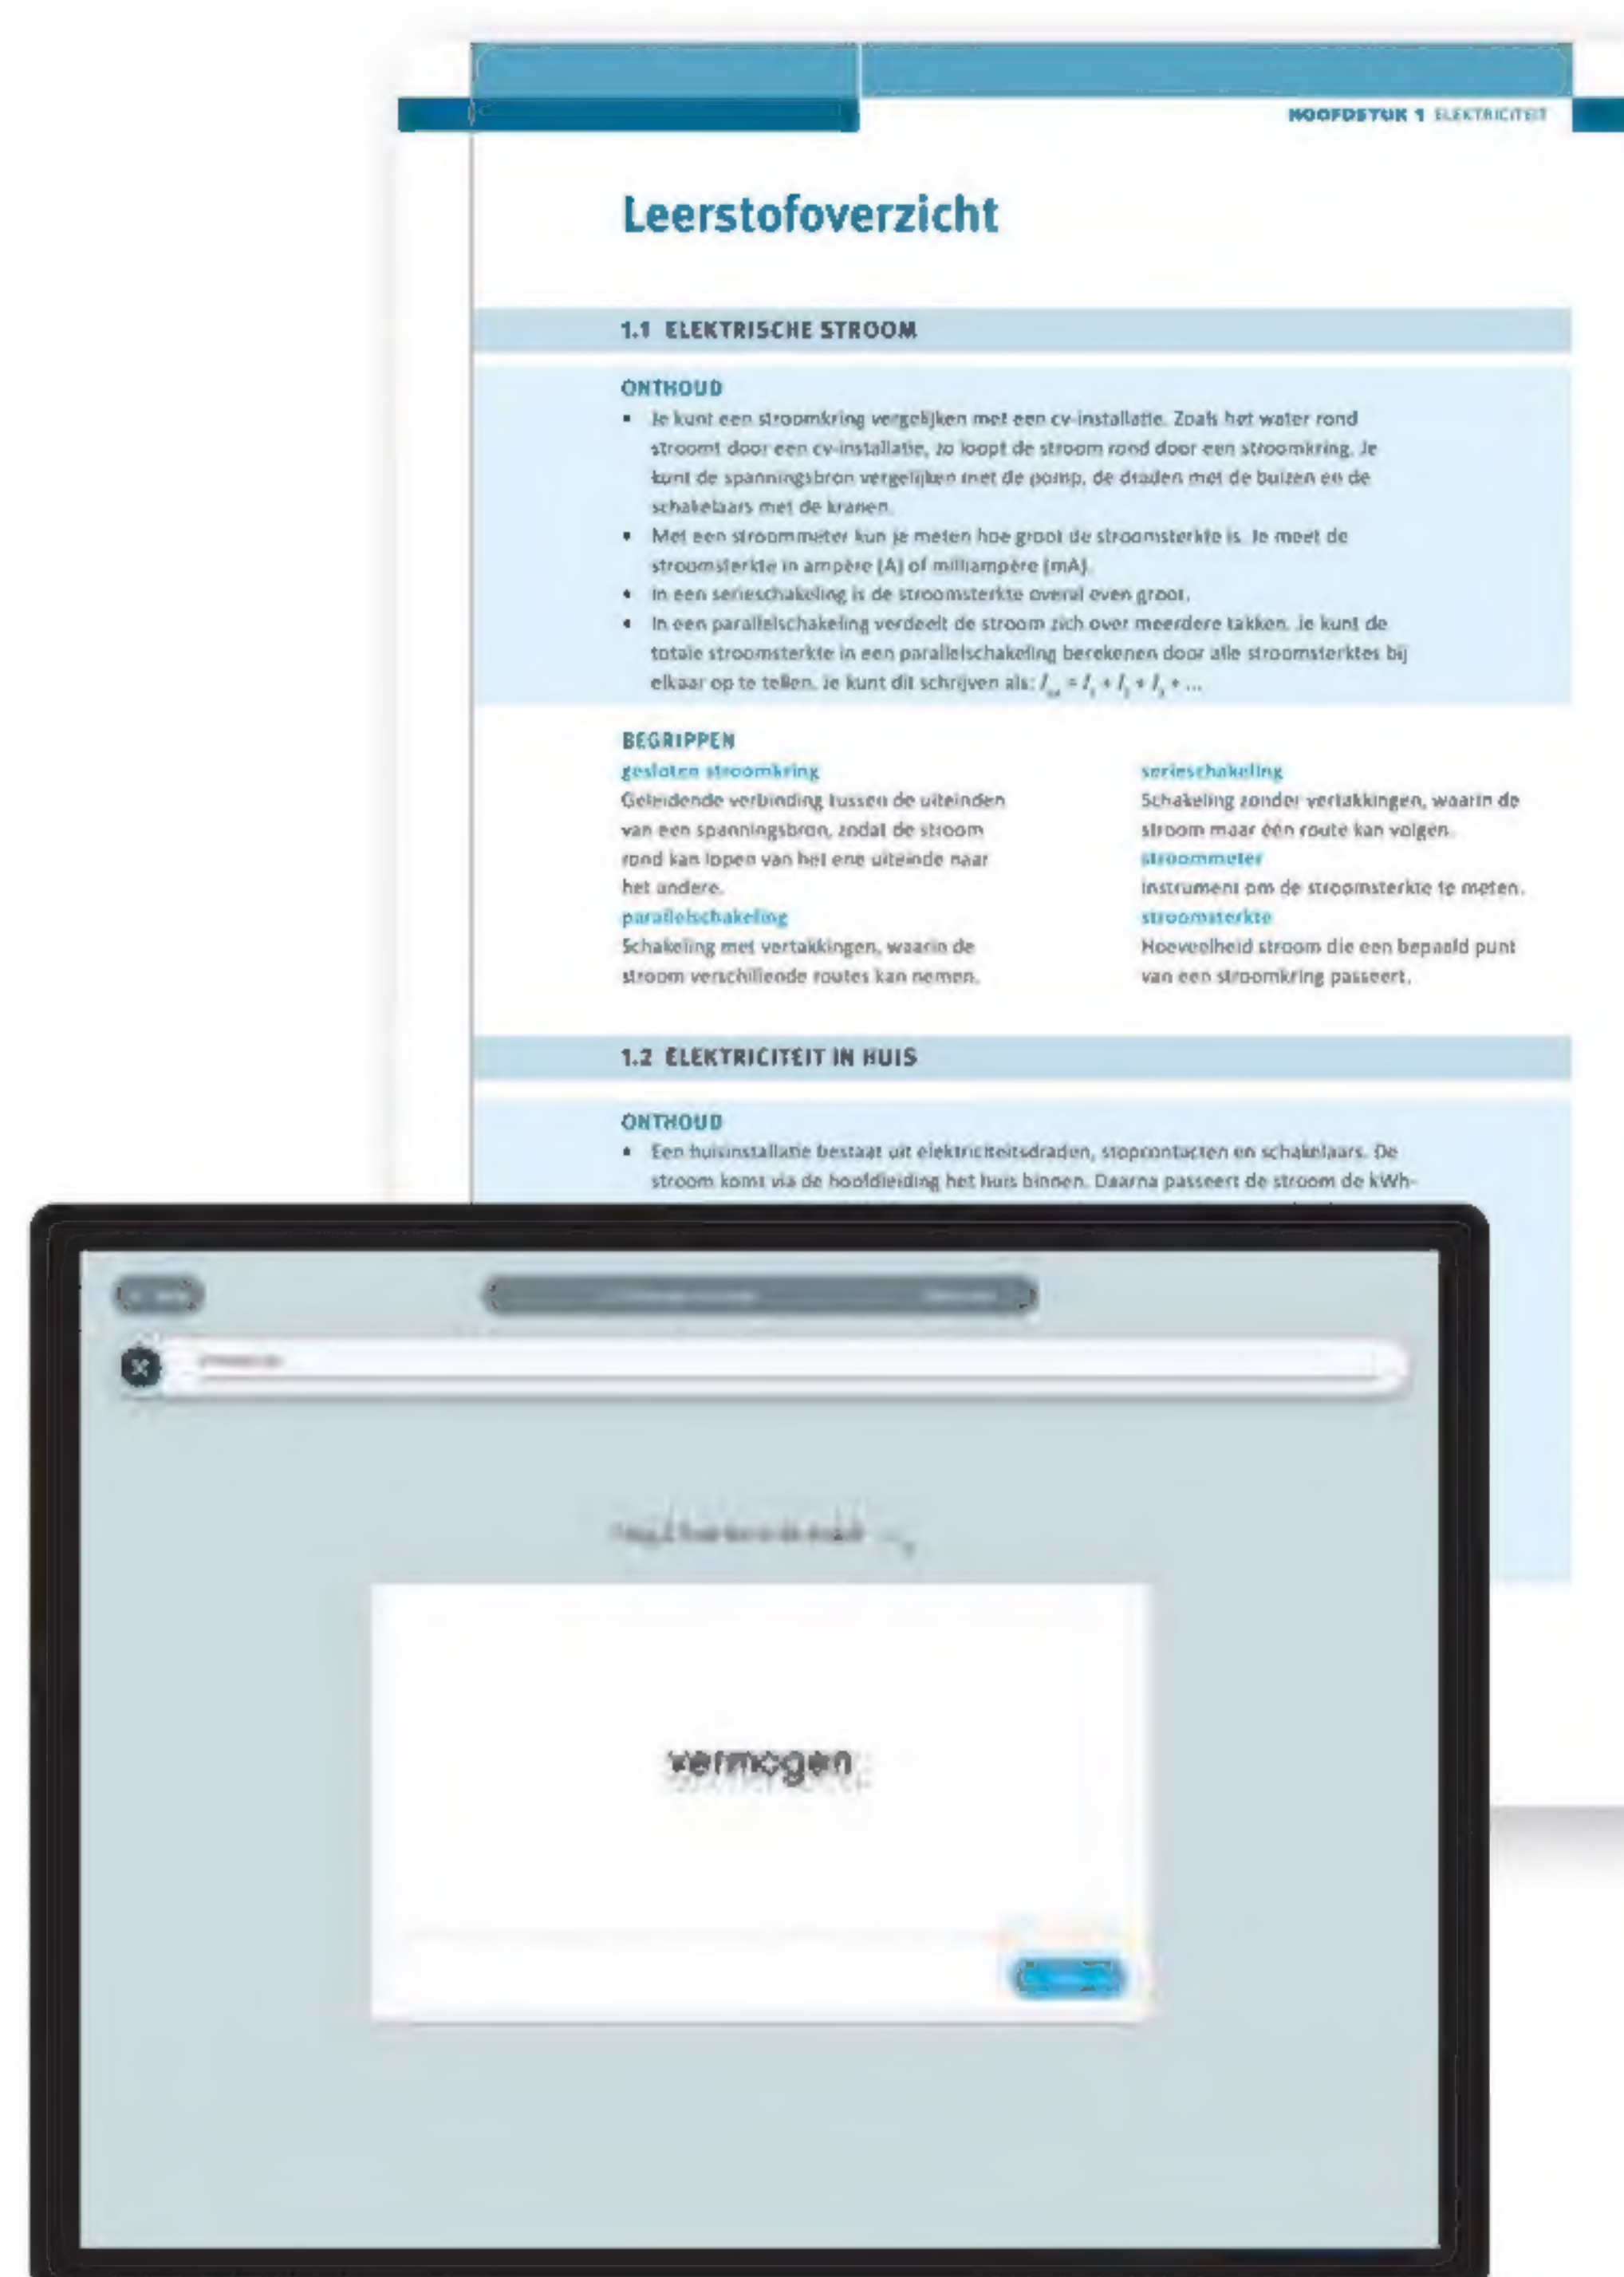 HOOFDSTUK 1 ELEKTRICITEIT
Leerstofoverzicht
1.1 ELEKTRISCHE STROOM
ONTHOUD
▪ Je kunt een stroomkring vergelijken met een cv-installatie. Zoals het water rond
stroomt door een cv-installatie, zo loopt de stroom rond door een stroomkring. Je
kunt de spanningsbron vergelijken met de pomp, de draden met de buizen en de
schakelaars met de kranen.
▪ Met een stroommeter kun je meten hoe groot de stroomsterkte is. Je meet de
stroomsterkte in ampère (A) of milliampère (mA).
▪ In een serieschakeling is de stroomsterkte overal even groot.
▪ In een parallelschakeling verdeelt de stroom zich over meerdere takken. Je kunt de
totale stroomsterkte in een parallelschakeling berekenen door alle stroomsterktes bij
elkaar op te tellen. Je kunt dit schrijven als: I_tot = I_1 + I_2 + I_3 + ...
BEGRIPPEN
gesloten stroomkring
Geleidende verbinding tussen de uiteinden
van een spanningsbron, zodat de stroom
rond kan lopen van het ene uiteinde naar
het andere.
parallelschakeling
Schakeling met vertakkingen, waarin de
stroom verschillende routes kan nemen.
serieschakeling
Schakeling zonder vertakkingen, waarin de
stroom maar één route kan volgen.
stroommeter
Instrument om de stroomsterkte te meten.
stroomsterkte
Hoeveelheid stroom die een bepaald punt
van een stroomkring passeert.
1.2 ELEKTRICITEIT IN HUIS
ONTHOUD
▪ Een huisinstallatie bestaat uit elektriciteitsdraden, stopcontacten en schakelaars. De
stroom komt via de hoofdleiding het huis binnen. Daarna passeert de stroom de kWh-
vermogen